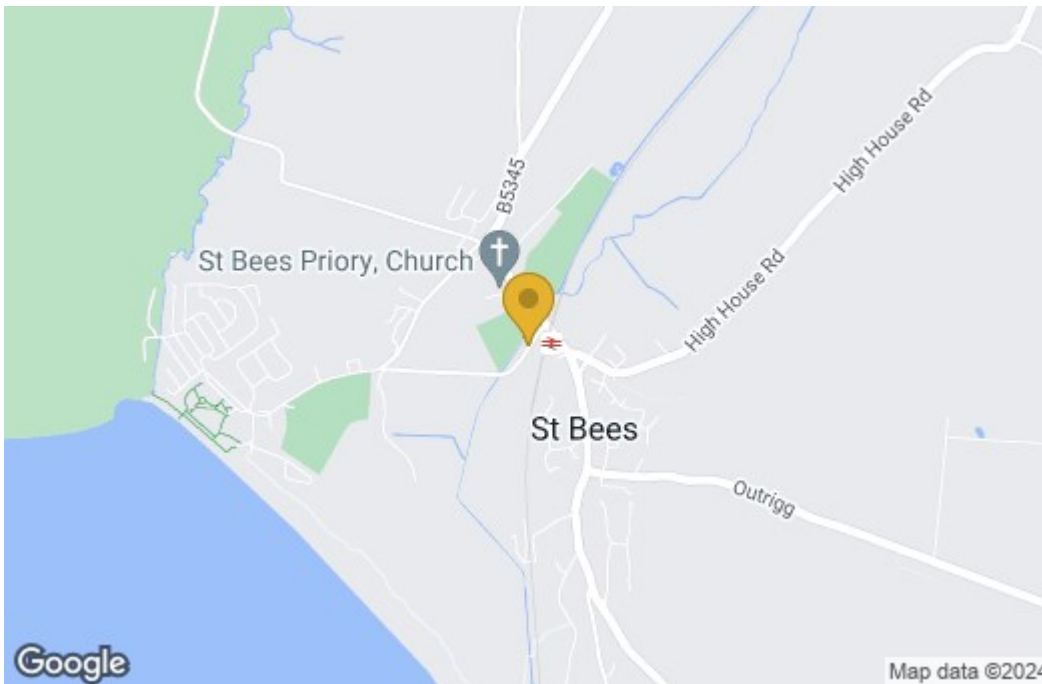 High House Rd
B5345
St Bees Priory, Church
High House Rd
St Bees
Outrigg
Google
Map data ©2024